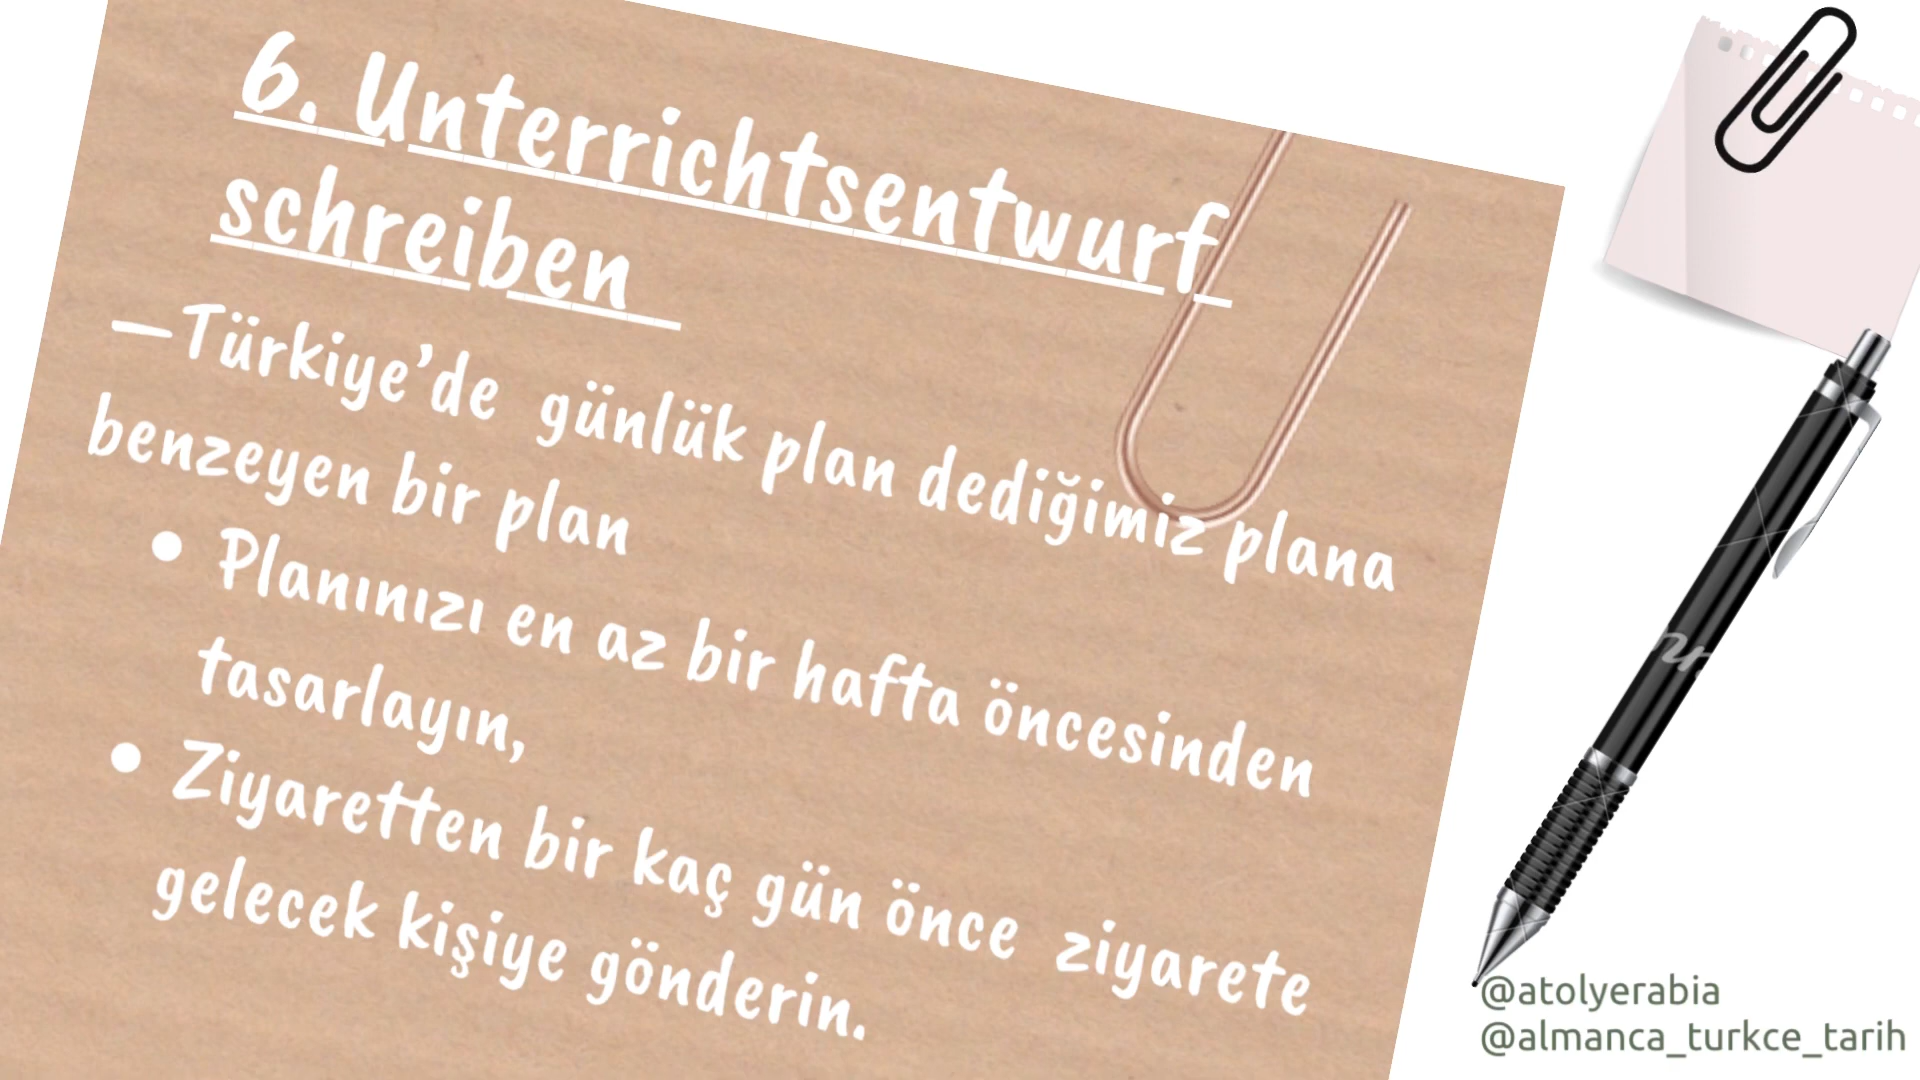 6. Unterrichtsentwurf
schreiben
—Türkiye’de günlük plan dediğimiz plana
benzeyen bir plan
• Planınızı en az bir hafta öncesinden
tasarlayın,
• Ziyaretten bir kaç gün önce ziyarete
gelecek kişiye gönderin.
@atolyerabia
@almanca_turkce_tarih